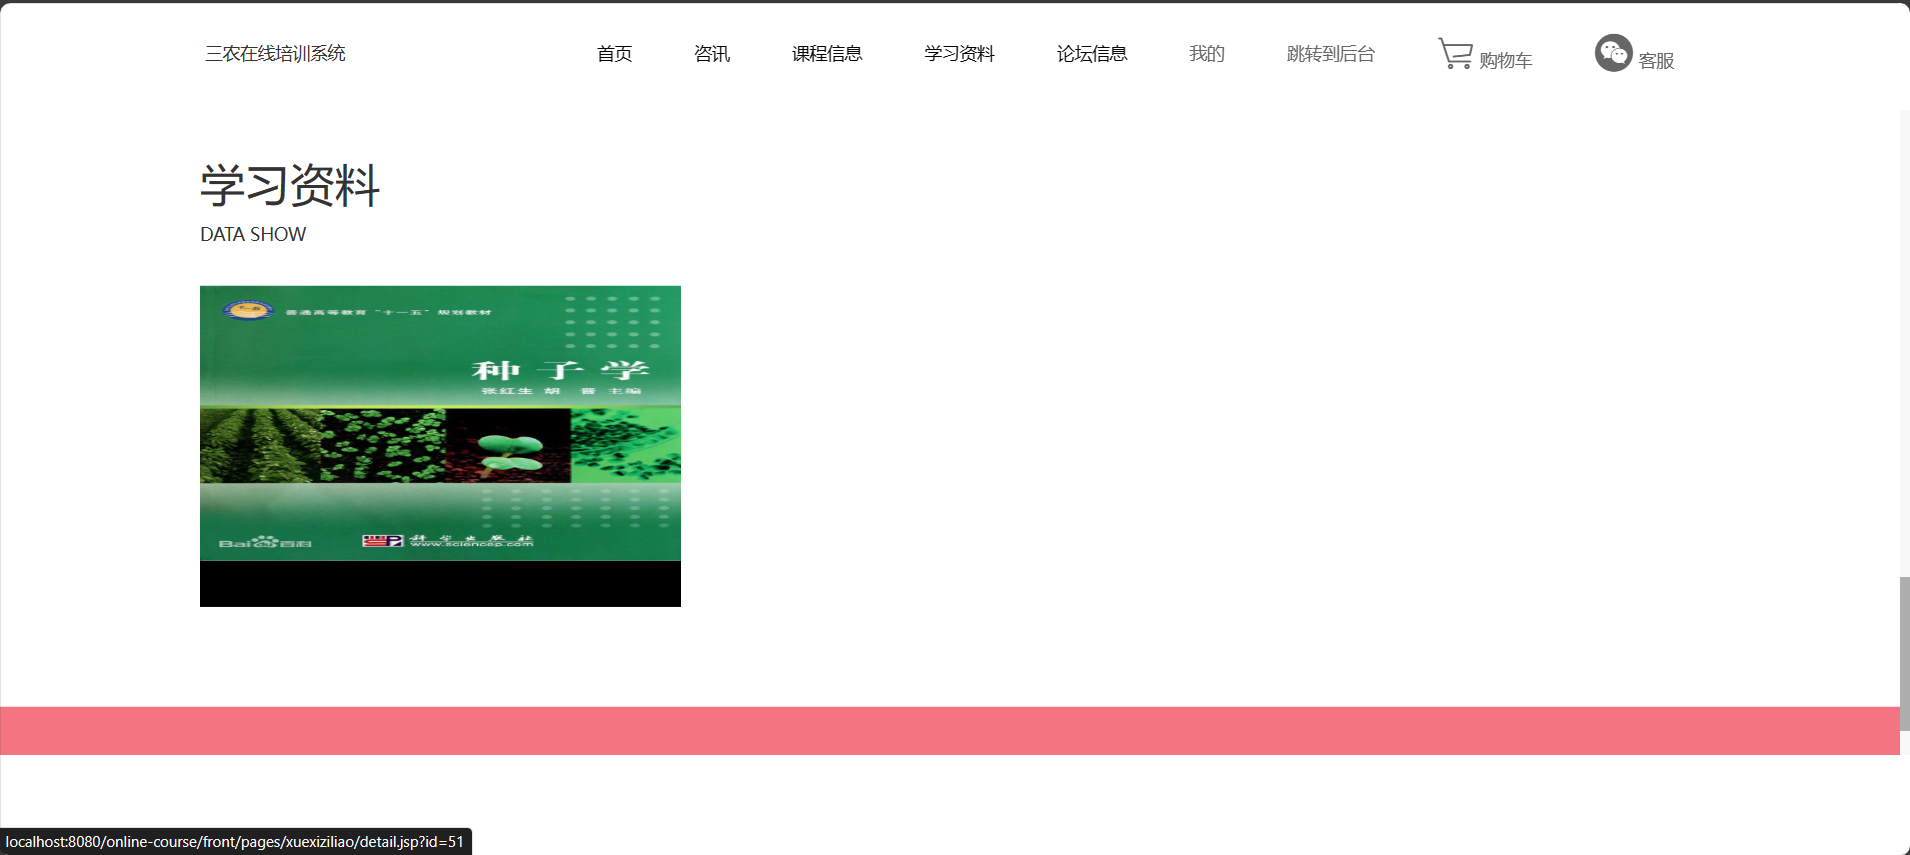 三农在线培训系统 首页 咨讯 课程信息 学习资料 论坛信息 我的 跳转到后台 购物车 客服
学习资料
DATA SHOW
普通高等教育“十一五”规划教材
种子学
张红生 胡 晋 主编
Bai百科
科学出版社
www.sciencep.com
localhost:8080/online-course/front/pages/xuexiziliao/detail.jsp?id=51